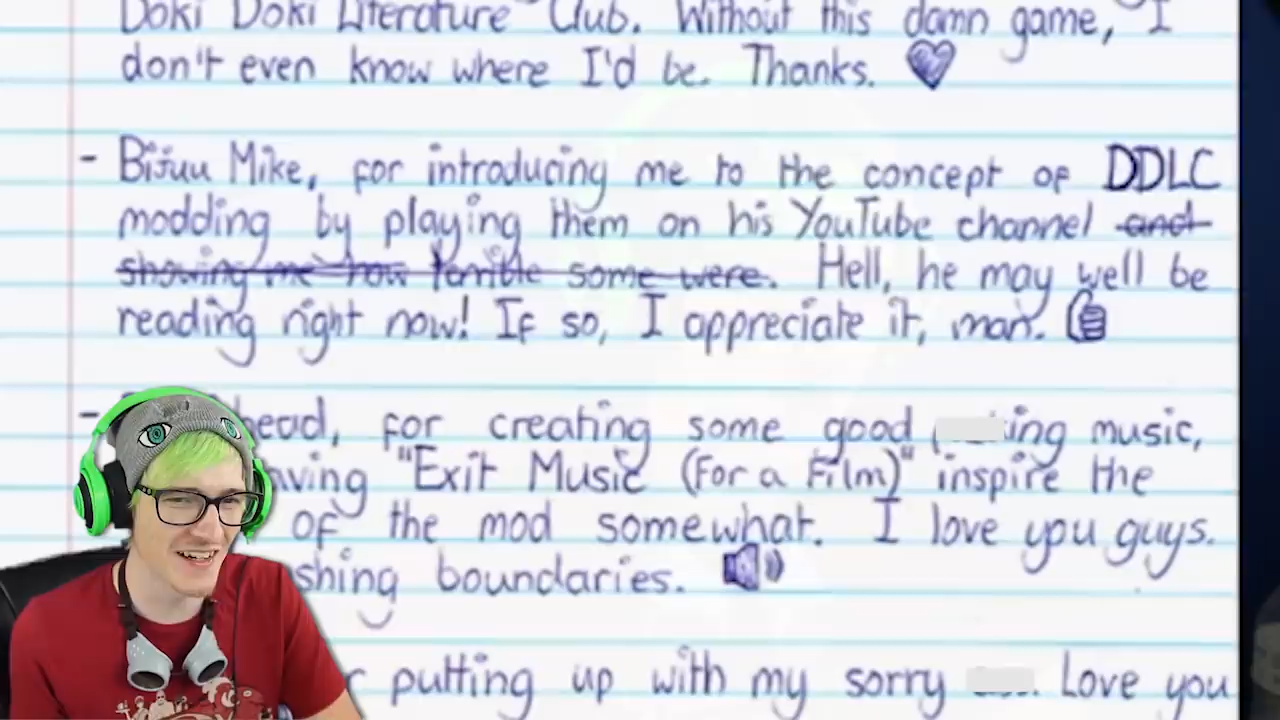 Doki Doki Literature Club. Without this damn game, I
don't even know where I'd be. Thanks.
- Bijuu Mike, for introducing me to the concept of DDLC
modding by playing them on his YouTube channel and
showing me how terrible some were. Hell, he may well be
reading right now! If so, I appreciate it, man.
- head, for creating some good ing music,
aving "Exit Music (For a Film)" inspire the
of the mod somewhat. I love you guys.
shing boundaries.
r putting up with my sorry Love you